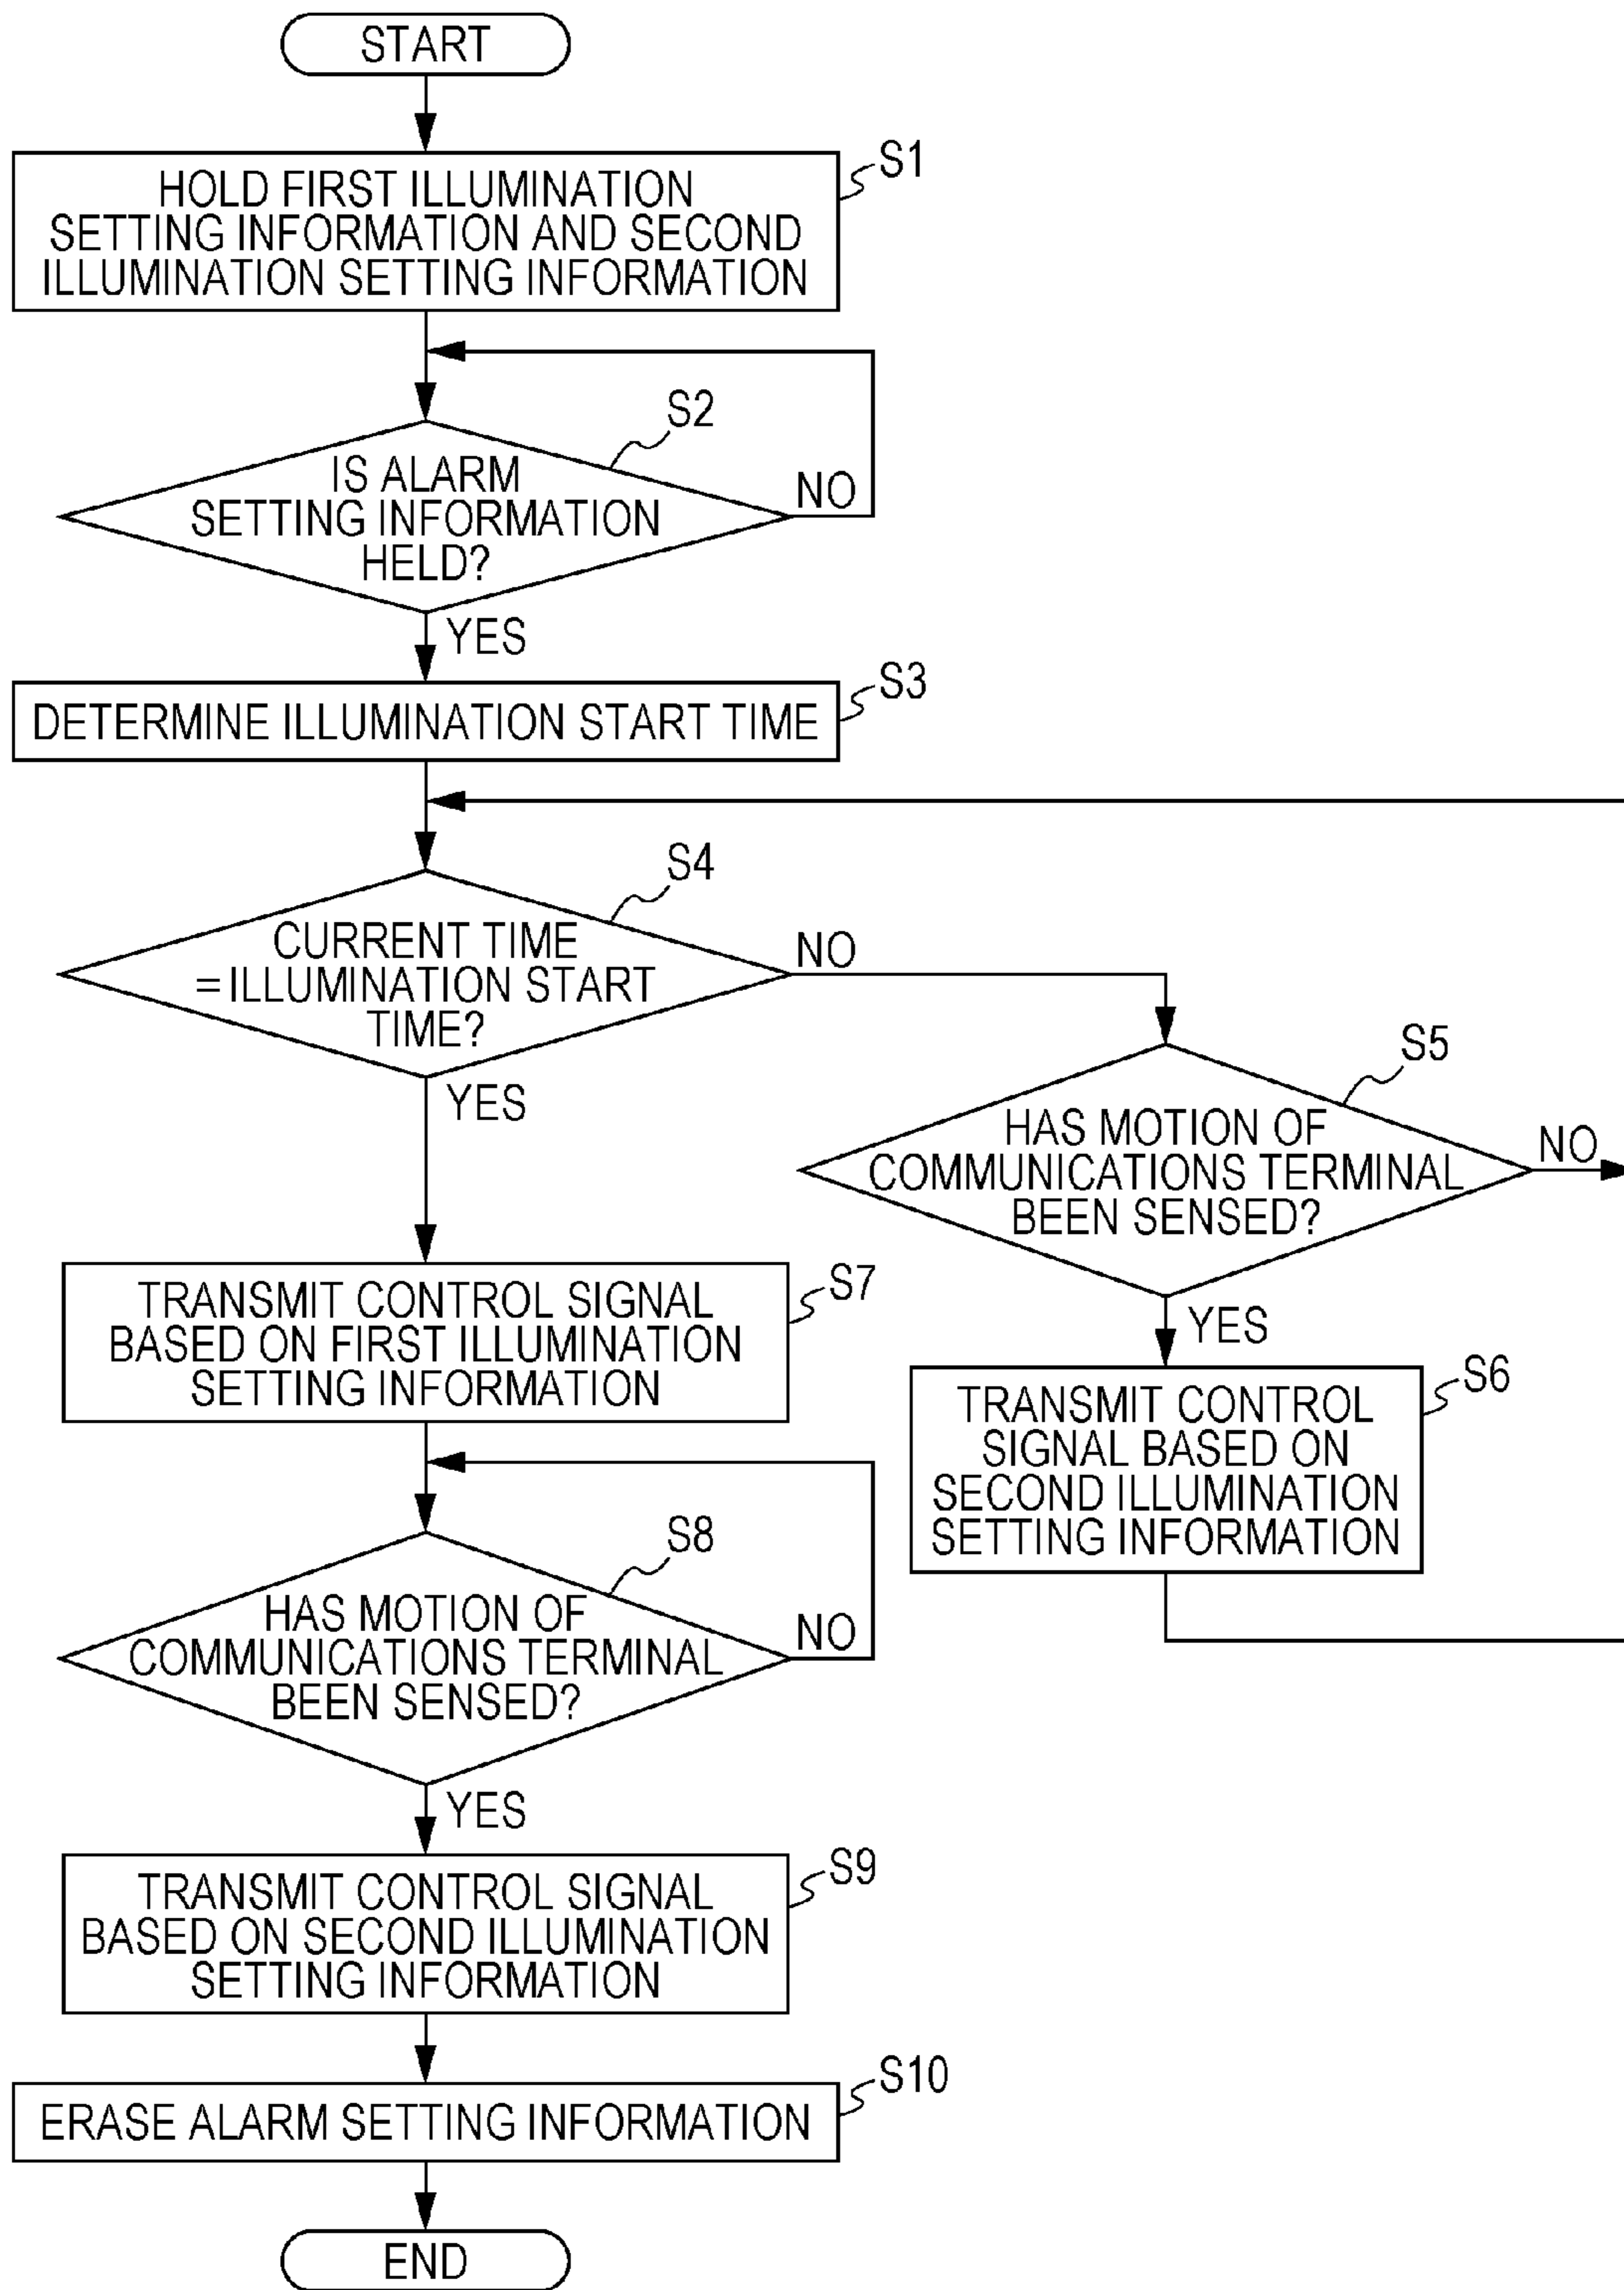 START
HOLD FIRST ILLUMINATION
SETTING INFORMATION AND SECOND
ILLUMINATION SETTING INFORMATION
S1
IS ALARM
SETTING INFORMATION
HELD?
S2
NO
YES
DETERMINE ILLUMINATION START TIME
S3
CURRENT TIME
=ILLUMINATION START
TIME?
S4
NO
YES
HAS MOTION OF
COMMUNICATIONS TERMINAL
BEEN SENSED?
S5
NO
YES
TRANSMIT CONTROL
SIGNAL BASED ON
SECOND ILLUMINATION
SETTING INFORMATION
S6
TRANSMIT CONTROL SIGNAL
BASED ON FIRST ILLUMINATION
SETTING INFORMATION
S7
HAS MOTION OF
COMMUNICATIONS TERMINAL
BEEN SENSED?
S8
NO
YES
TRANSMIT CONTROL SIGNAL
BASED ON SECOND ILLUMINATION
SETTING INFORMATION
S9
ERASE ALARM SETTING INFORMATION
S10
END